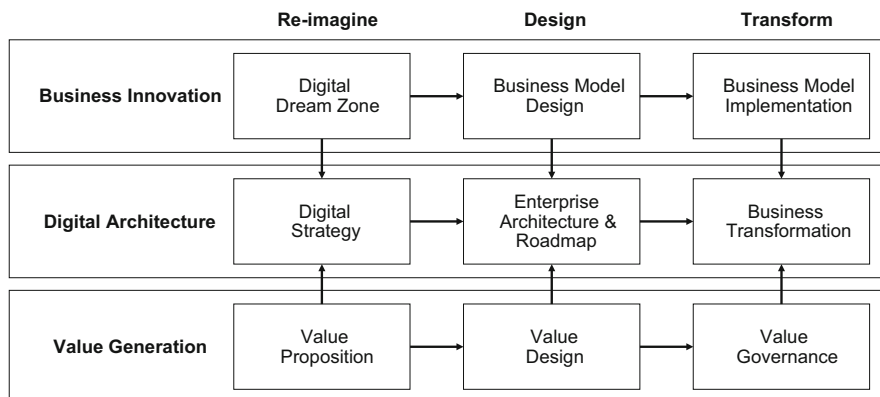 Re-imagine
Design
Transform
Business Innovation
Digital
Dream Zone
Business Model
Design
Business Model
Implementation
Digital Architecture
Digital
Strategy
Enterprise
Architecture &
Roadmap
Business
Transformation
Value Generation
Value
Proposition
Value
Design
Value
Governance